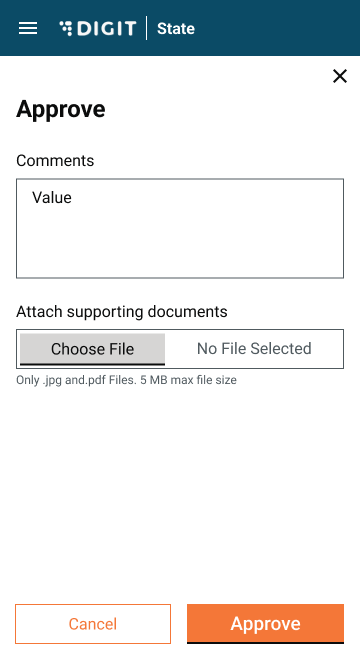 DIGIT | State
Approve
Comments
Value
Attach supporting documents
Choose File No File Selected
Only .jpg and.pdf Files. 5 MB max file size
Cancel Approve